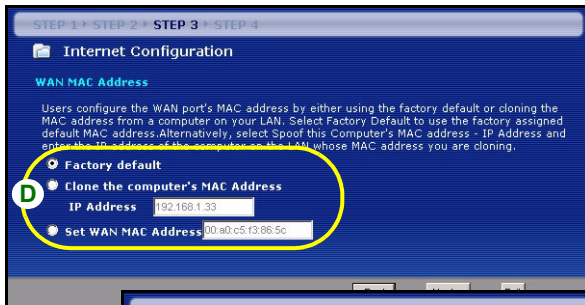 STEP 1 STEP 2 STEP 3 STEP 4
Internet Configuration
WAN MAC Address
Users configure the WAN port's MAC address by either using the factory default or cloning the
MAC address from a computer on your LAN. Select Factory Default to use the factory assigned
default MAC address.Alternatively, select Spoof this Computer's MAC address - IP Address and
enter the IP address of the computer on the LAN whose MAC address you are cloning.
Factory default
D
Clone the computer's MAC Address
IP Address 192.168.1.33
Set WAN MAC Address 00:a0:c5:f3:86:5c